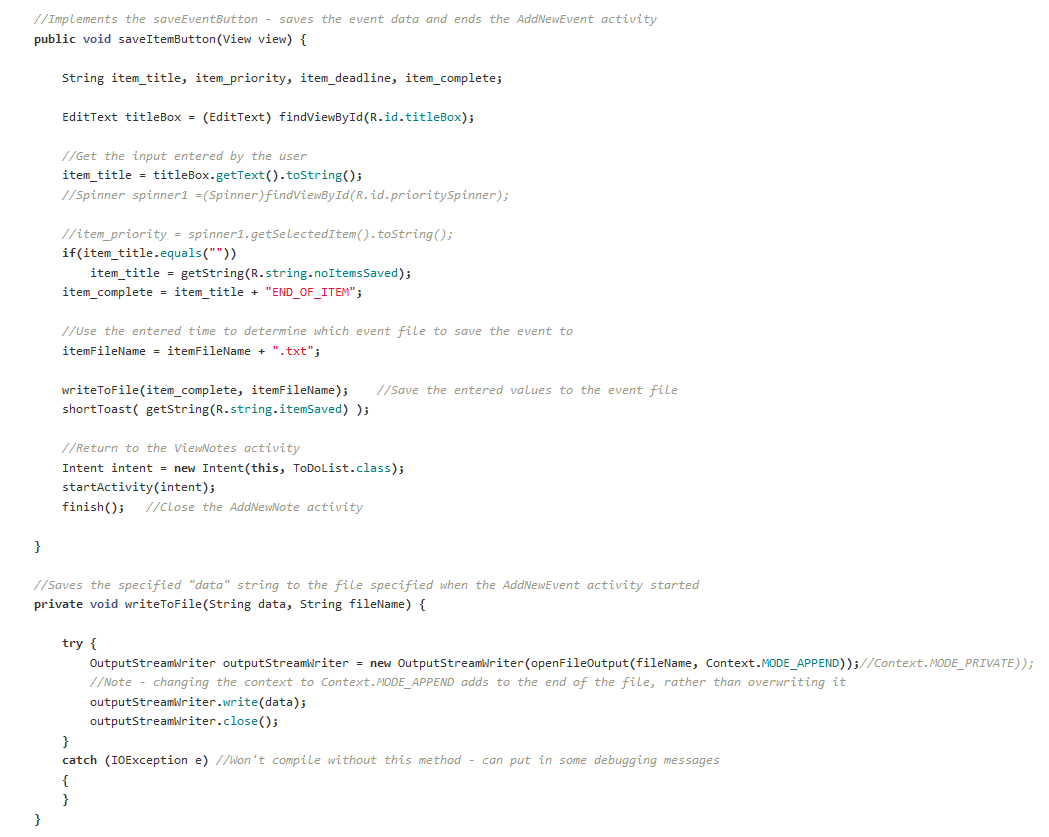 //Implements the saveEventButton - saves the event data and ends the AddNewEvent activity
public void saveItemButton(View view) {
String item_title, item_priority, item_deadline, item_complete;
EditText titleBox = (EditText) findViewById(R.id.titleBox);
//Get the input entered by the user
item_title = titleBox.getText().toString();
//Spinner spinner1 =(Spinner)findViewById(R.id.prioritySpinner);
//item_priority = spinner1.getSelectedItem().toString();
if(item_title.equals(""))
item_title = getString(R.string.noItemsSaved);
item_complete = item_title + "END_OF_ITEM";
//Use the entered time to determine which event file to save the event to
itemFileName = itemFileName + ".txt";
writeToFile(item_complete, itemFileName);    //Save the entered values to the event file
shortToast( getString(R.string.itemSaved) );
//Return to the ViewNotes activity
Intent intent = new Intent(this, ToDoList.class);
startActivity(intent);
finish();   //Close the AddNewNote activity
}
//Saves the specified "data" string to the file specified when the AddNewEvent activity started
private void writeToFile(String data, String fileName) {
try {
OutputStreamWriter outputStreamWriter = new OutputStreamWriter(openFileOutput(fileName, Context.MODE_APPEND));//Context.MODE_PRIVATE));
//Note - changing the context to Context.MODE_APPEND adds to the end of the file, rather than overwriting it
outputStreamWriter.write(data);
outputStreamWriter.close();
}
catch (IOException e) //Won't compile without this method - can put in some debugging messages
{
}
}